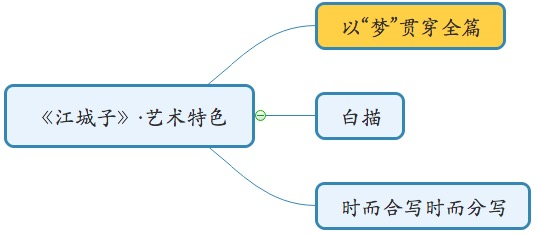 以“梦”贯穿全篇
《江城子》·艺术特色
白描
时而合写时而分写